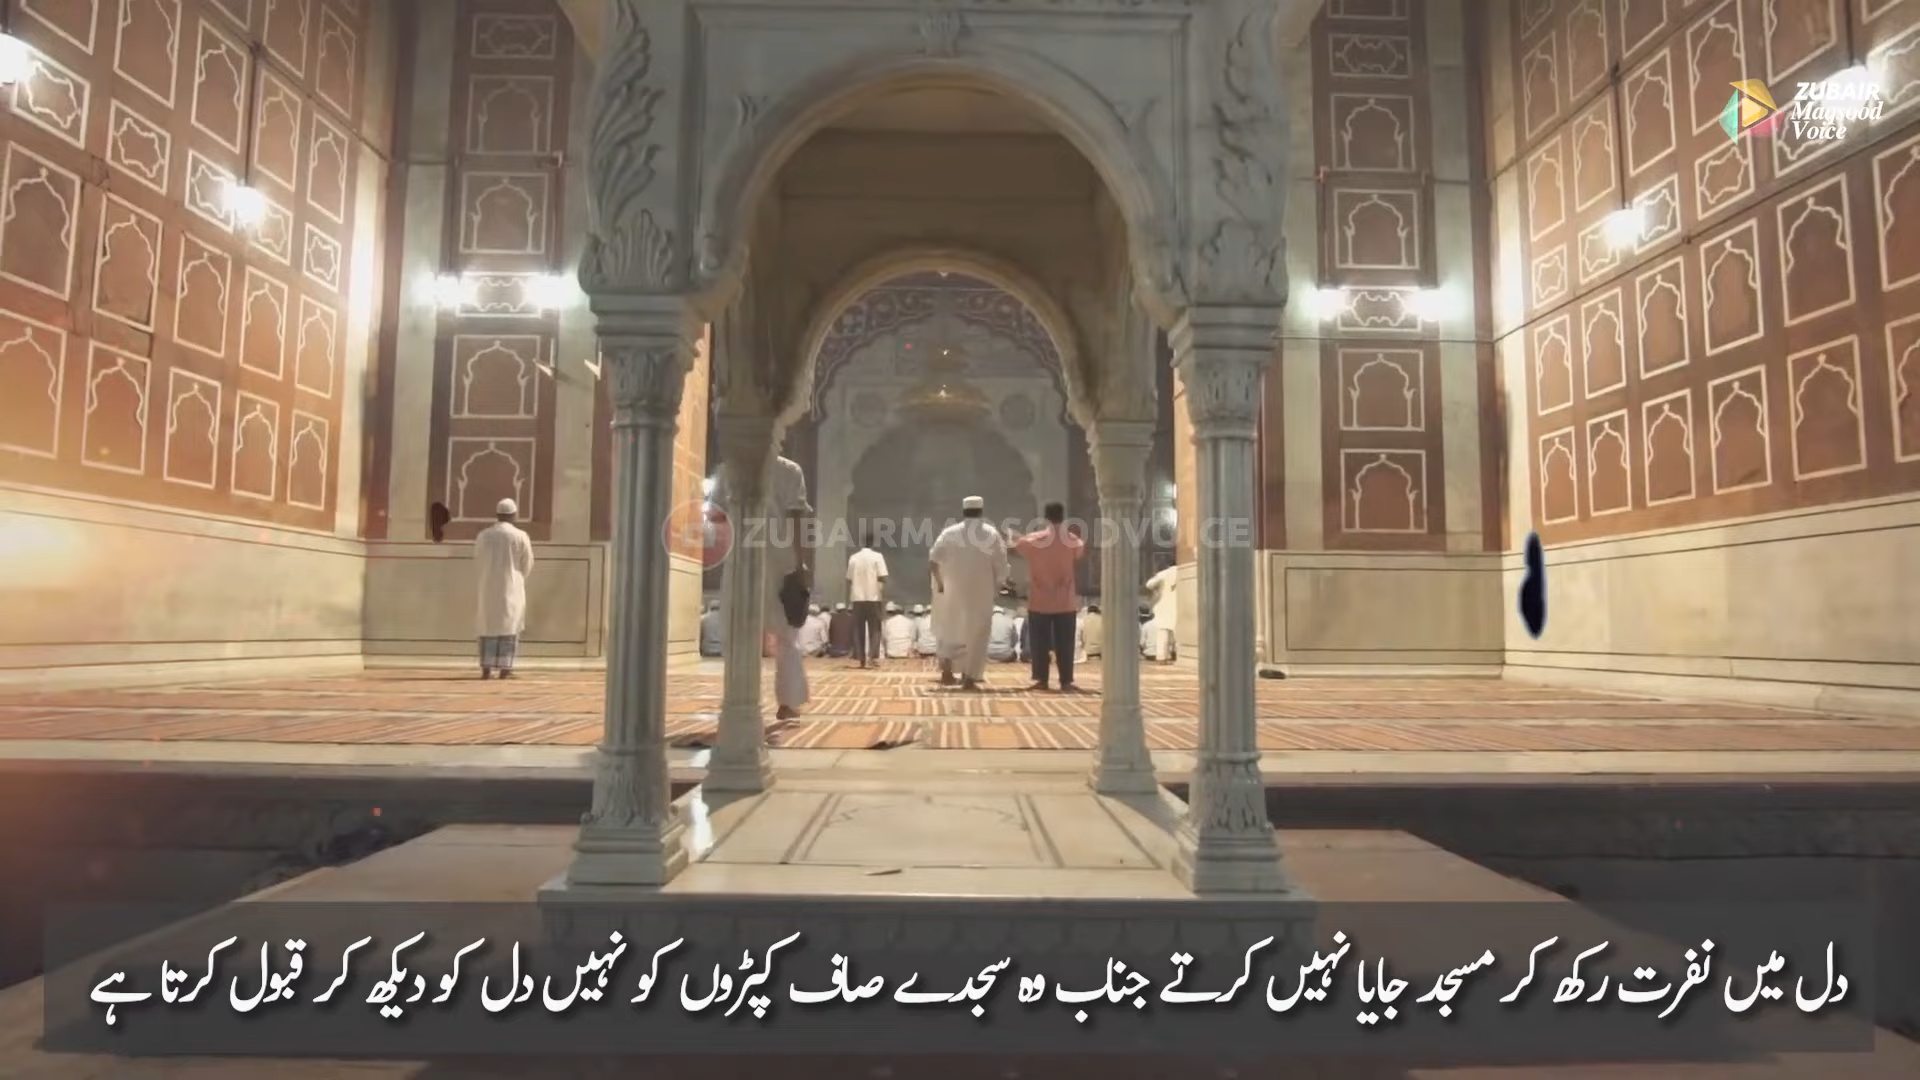 ZUBAIR
Maqsood
Voice
ZUBAIRMAQSOODVOICE
دل میں نفرت رکھ کر مسجد جایا نہیں کرتے جناب وہ سجدے صاف کپڑوں کو نہیں دل کو دیکھ کر قبول کرتا ہے